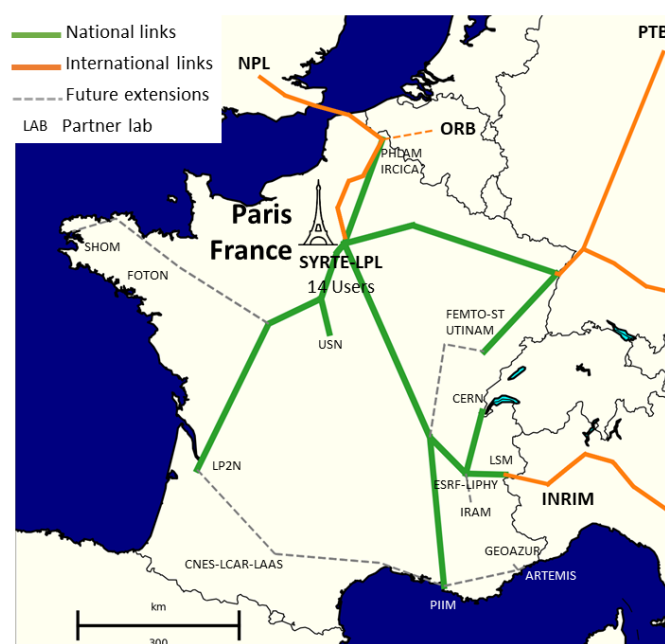 National links
International links
Future extensions
LAB Partner lab
PTB
NPL
ORB
PHLAM
IRCICA
Paris
France
SYRTE-LPL
14 Users
SHOM
FOTON
FEMTO-ST
UTINAM
USN
CERN
LSM
LP2N
ESRF-LIPHY
INRIM
IRAM
GEOAZUR
CNES-LCAR-LAAS
ARTEMIS
PIIM
km
300